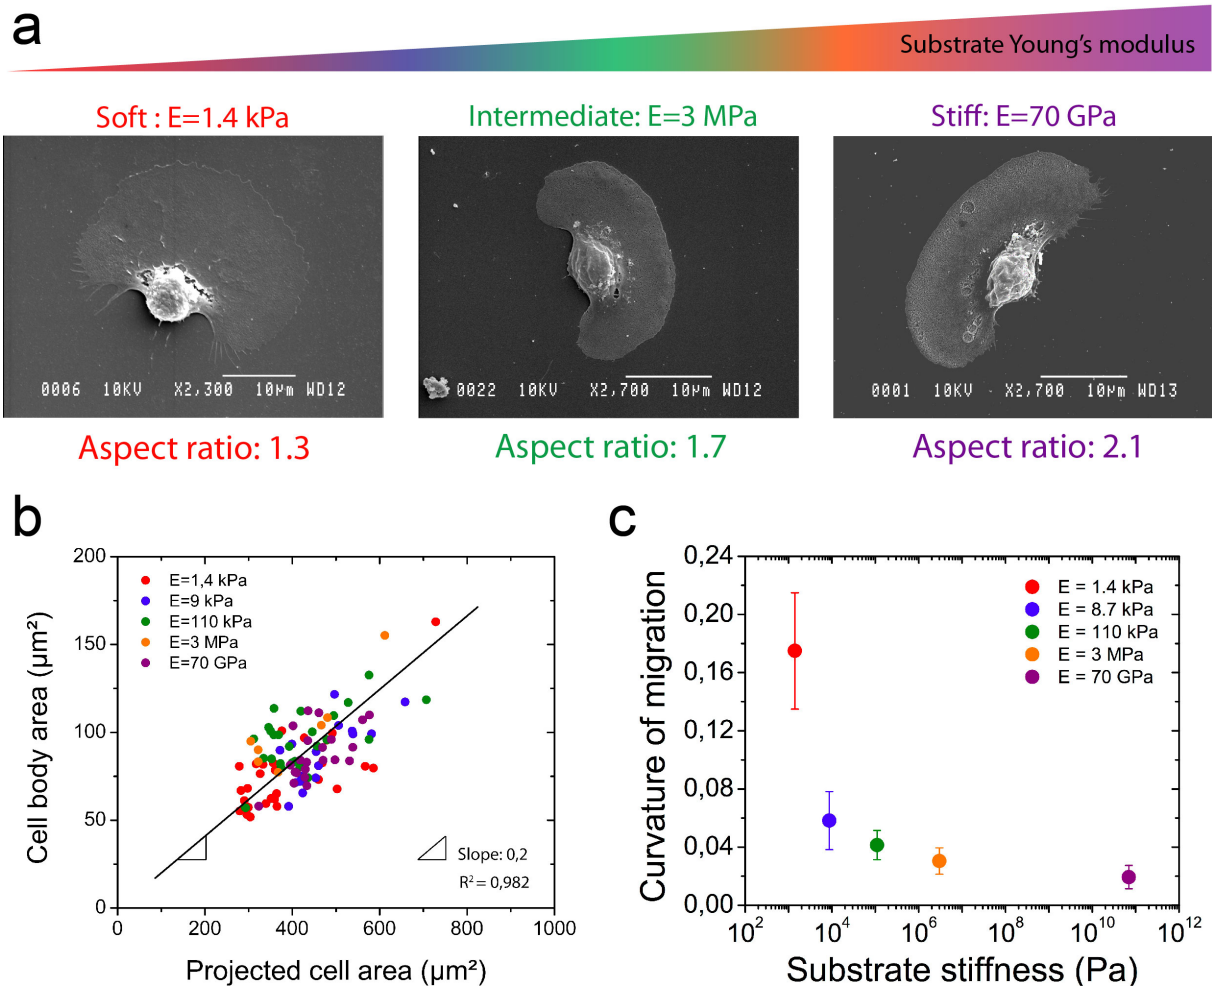 a
Substrate Young's modulus
Soft : E=1.4 kPa
Intermediate: E=3 MPa
Stiff: E=70 GPa
0006 10KV X2,300 10µm WD12
0022 10KV X2,700 10µm WD12
0001 10KV X2,700 10µm WD13
Aspect ratio: 1.3
Aspect ratio: 1.7
Aspect ratio: 2.1
b
200
150
100
50
0
Cell body area (µm²)
E=1,4 kPa
E=9 kPa
E=110 kPa
E=3 MPa
E=70 GPa
Slope: 0,2
R² = 0,982
0 200 400 600 800 1000
Projected cell area (µm²)
c
0,24
0,20
0,16
0,12
0,08
0,04
0,00
Curvature of migration
E = 1.4 kPa
E = 8.7 kPa
E = 110 kPa
E = 3 MPa
E = 70 GPa
10² 10⁴ 10⁶ 10⁸ 10¹⁰ 10¹²
Substrate stiffness (Pa)